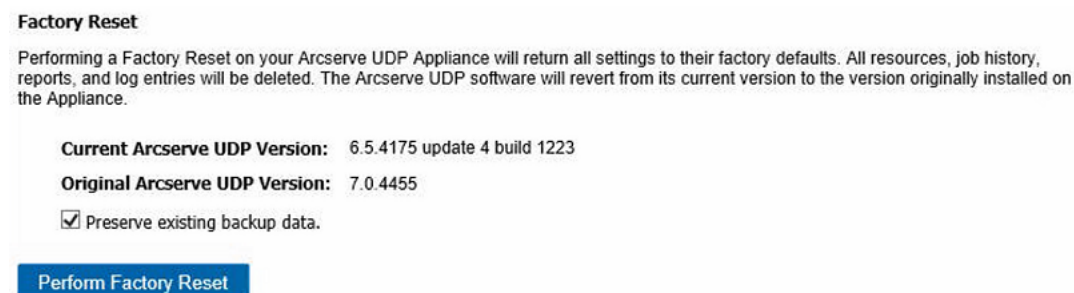 Factory Reset
Performing a Factory Reset on your Arcserve UDP Appliance will return all settings to their factory defaults. All resources, job history,
reports, and log entries will be deleted. The Arcserve UDP software will revert from its current version to the version originally installed on
the Appliance.
Current Arcserve UDP Version: 6.5.4175 update 4 build 1223
Original Arcserve UDP Version: 7.0.4455
Preserve existing backup data.
Perform Factory Reset